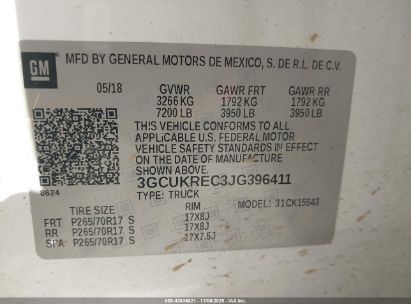 GM
MFD BY GENERAL MOTORS DE MEXICO, S. DE R.L. DE C.V.
05/18 GVWR GAWR FRT GAWR RR
3266 KG 1792 KG 1792 KG
7200 LB 3950 LB 3950 LB
THIS VEHICLE CONFORMS TO ALL APPLICABLE
U.S. FEDERAL MOTOR
VEHICLE SAFETY STANDARDS IN EFFECT
ON THE DATE OF MANUFACTURE
SHOWN ABOVE.
3GCUKREC3JG396411
8624 TYPE: TRUCK
TIRE SIZE RIM MODEL: 31CK15543
FRT P265/70R17 S 17X8J
RR P265/70R17 S 17X8J
SPA P265/70R17 S 17X7.5J